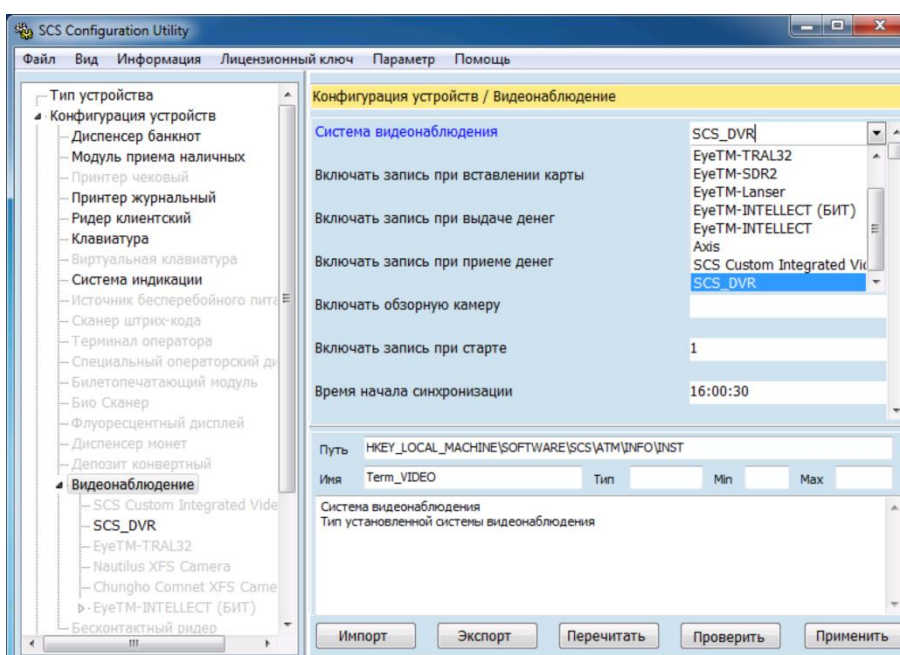 SCS Configuration Utility
Файл Вид Информация Лицензионный ключ Параметр Помощь
Тип устройства
Конфигурация устройств
Диспенсер банкнот
Модуль приема наличных
Принтер чековый
Принтер журнальный
Ридер клиентский
Клавиатура
Виртуальная клавиатура
Система индикации
Источник бесперебойного пита
Сканер штрих-кода
Терминал оператора
Специальный операторский ди
Билетопечатающий модуль
Био Сканер
Флуоресцентный дисплей
Диспенсер монет
Депозит конвертный
Видеонаблюдение
SCS Custom Integrated Vide
SCS_DVR
EyeTM-TRAL32
Nautilus XFS Camera
Chungho Comnet XFS Came
EyeTM-INTELLECT (БИТ)
Бесконтактный ридер
Конфигурация устройств / Видеонаблюдение
Система видеонаблюдения SCS_DVR
EyeTM-TRAL32
EyeTM-SDR2
EyeTM-Lanser
EyeTM-INTELLECT (БИТ)
EyeTM-INTELLECT
Axis
SCS Custom Integrated Vid
SCS_DVR
Включать запись при вставлении карты
Включать запись при выдаче денег
Включать запись при приеме денег
Включать обзорную камеру
Включать запись при старте 1
Время начала синхронизации 16:00:30
Путь HKEY_LOCAL_MACHINE\SOFTWARE\SCS\ATM\INFO\INST
Имя Term_VIDEO Тип Min Max
Система видеонаблюдения
Тип установленной системы видеонаблюдения
Импорт Экспорт Перечитать Проверить Применить